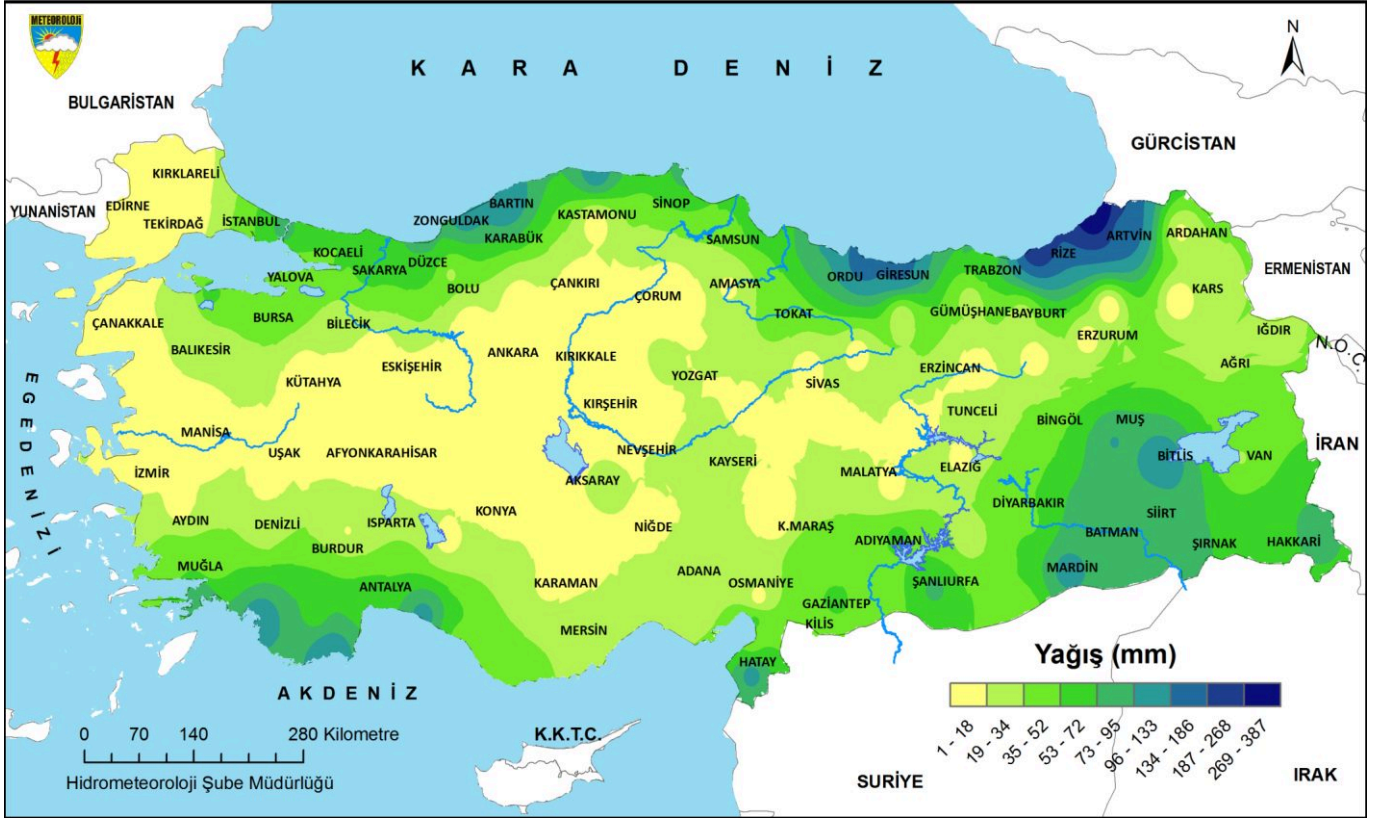 METEOROLOJİ
K A R A D E N İ Z
N
BULGARİSTAN
GÜRCİSTAN
YUNANİSTAN
ERMENİSTAN
N.Ö.C.
İRAN
E G E D E N İ Z İ
KIRKLARELİ
EDİRNE
TEKİRDAĞ
İSTANBUL
KOCAELİ
YALOVA
SAKARYA
DÜZCE
ZONGULDAK
BARTIN
KARABÜK
KASTAMONU
SİNOP
SAMSUN
ORDU
GİRESUN
TRABZON
RİZE
ARTVİN
ARDAHAN
KARS
IĞDIR
AĞRI
ÇANAKKALE
BALIKESİR
BURSA
BİLECİK
BOLU
ÇANKIRI
ÇORUM
AMASYA
TOKAT
GÜMÜŞHANE
BAYBURT
ERZURUM
KÜTAHYA
ESKİŞEHİR
ANKARA
KIRIKKALE
YOZGAT
SİVAS
ERZİNCAN
TUNCELİ
BİNGÖL
MUŞ
BİTLİS
VAN
MANİSA
UŞAK
AFYONKARAHİSAR
KIRŞEHİR
NEVŞEHİR
KAYSERİ
MALATYA
ELAZIĞ
DİYARBAKIR
SİİRT
İZMİR
AKSARAY
KONYA
NİĞDE
K.MARAŞ
ADIYAMAN
BATMAN
ŞIRNAK
HAKKARİ
AYDIN
DENİZLİ
ISPARTA
BURDUR
MUĞLA
ANTALYA
KARAMAN
ADANA
OSMANİYE
ŞANLIURFA
MARDİN
GAZİANTEP
KİLİS
MERSİN
HATAY
A K D E N İ Z
K.K.T.C.
SURİYE
IRAK
Yağış (mm)
1 - 18
19 - 34
35 - 52
53 - 72
73 - 95
96 - 133
134 - 186
187 - 268
269 - 387
0 70 140 280 Kilometre
Hidrometeoroloji Şube Müdürlüğü